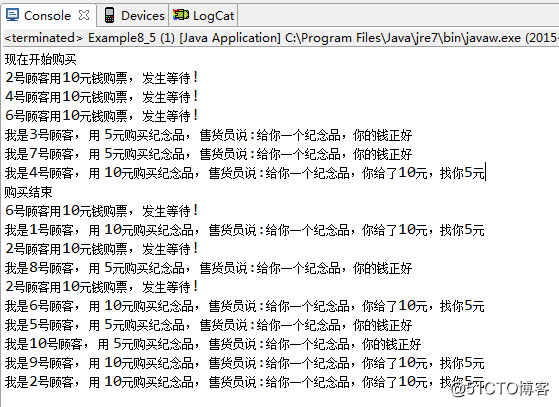 Console Devices LogCat
<terminated> Example8_5 (1) [Java Application] C:\Program Files\Java\jre7\bin\javaw.exe (2015-
现在开始购买
2号顾客用10元钱购票，发生等待！
4号顾客用10元钱购票，发生等待！
6号顾客用10元钱购票，发生等待！
我是3号顾客，用 5元购买纪念品，售货员说:给你一个纪念品，你的钱正好
我是7号顾客，用 5元购买纪念品，售货员说:给你一个纪念品，你的钱正好
我是4号顾客，用 10元购买纪念品，售货员说:给你一个纪念品，你给了10元，找你5元
购买结束
6号顾客用10元钱购票，发生等待！
我是1号顾客，用 10元购买纪念品，售货员说:给你一个纪念品，你给了10元，找你5元
2号顾客用10元钱购票，发生等待！
我是8号顾客，用 5元购买纪念品，售货员说:给你一个纪念品，你的钱正好
2号顾客用10元钱购票，发生等待！
我是6号顾客，用 10元购买纪念品，售货员说:给你一个纪念品，你给了10元，找你5元
我是5号顾客，用 5元购买纪念品，售货员说:给你一个纪念品，你的钱正好
我是10号顾客，用 5元购买纪念品，售货员说:给你一个纪念品，你的钱正好
我是9号顾客，用 10元购买纪念品，售货员说:给你一个纪念品，你给了10元，找你5元
我是2号顾客，用 10元购买纪念品，售货员说:给你一个纪念品，你给了10元，找你5元
@51CTO博客